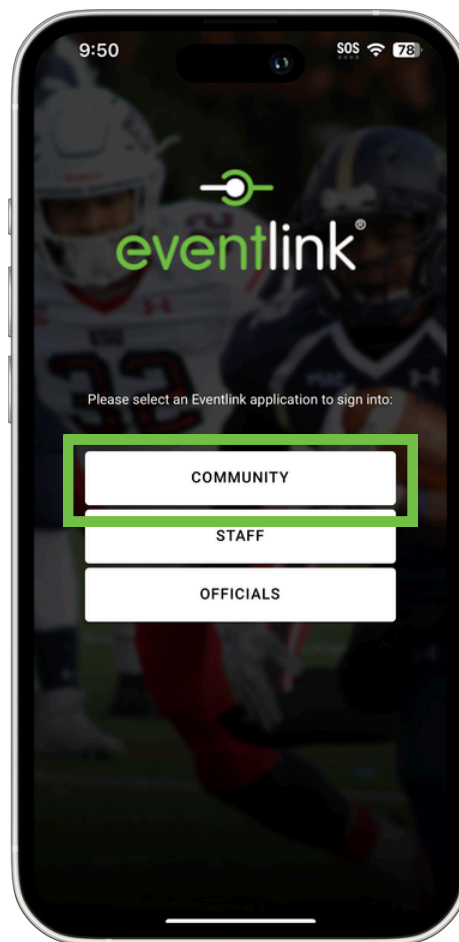 9:50
SOS
78
eventlink®
Please select an Eventlink application to sign into:
COMMUNITY
STAFF
OFFICIALS